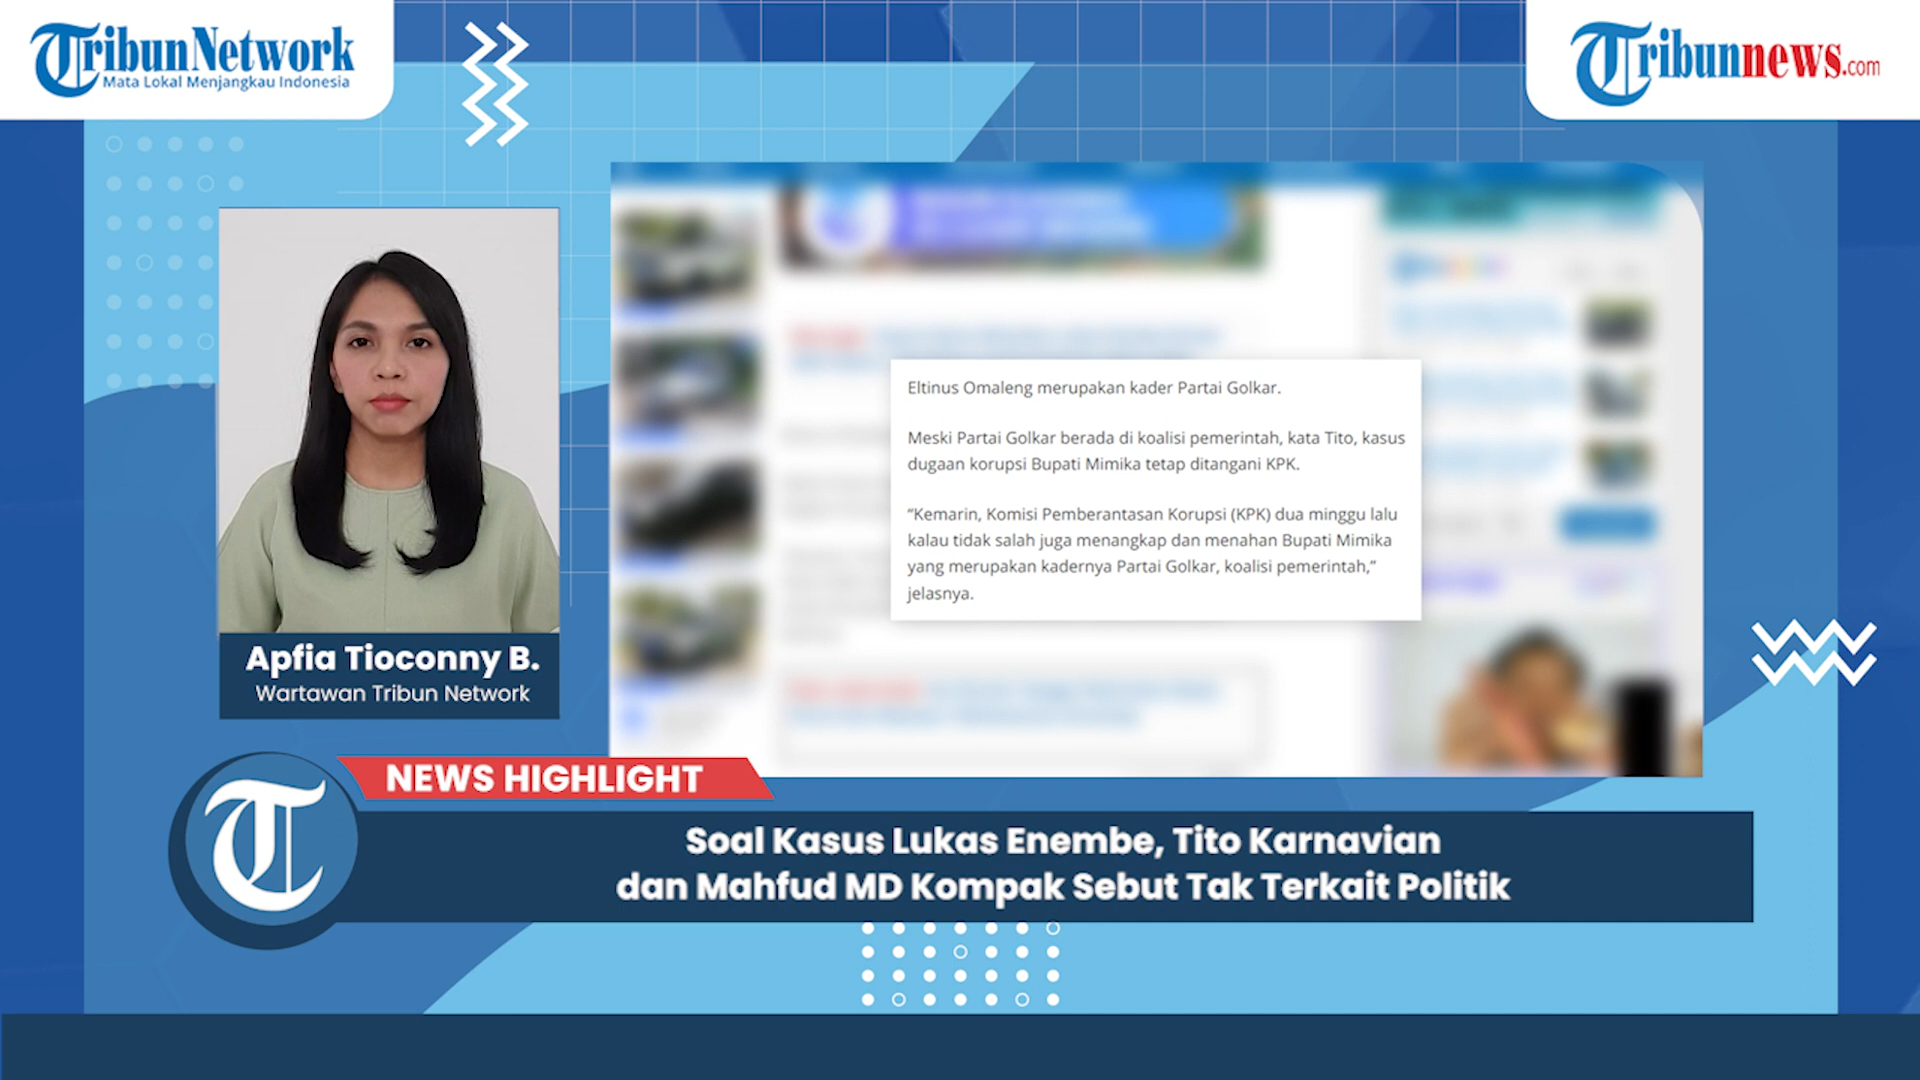 Tribun Network
Mata Lokal Menjangkau Indonesia
Tribunnews.com
Eltinus Omaleng merupakan kader Partai Golkar.
Meski Partai Golkar berada di koalisi pemerintah, kata Tito, kasus
dugaan korupsi Bupati Mimika tetap ditangani KPK.
“Kemarin, Komisi Pemberantasan Korupsi (KPK) dua minggu lalu
kalau tidak salah juga menangkap dan menahan Bupati Mimika
yang merupakan kadernya Partai Golkar, koalisi pemerintah,”
jelasnya.
Apfia Tioconny B.
Wartawan Tribun Network
NEWS HIGHLIGHT
T
Soal Kasus Lukas Enembe, Tito Karnavian
dan Mahfud MD Kompak Sebut Tak Terkait Politik